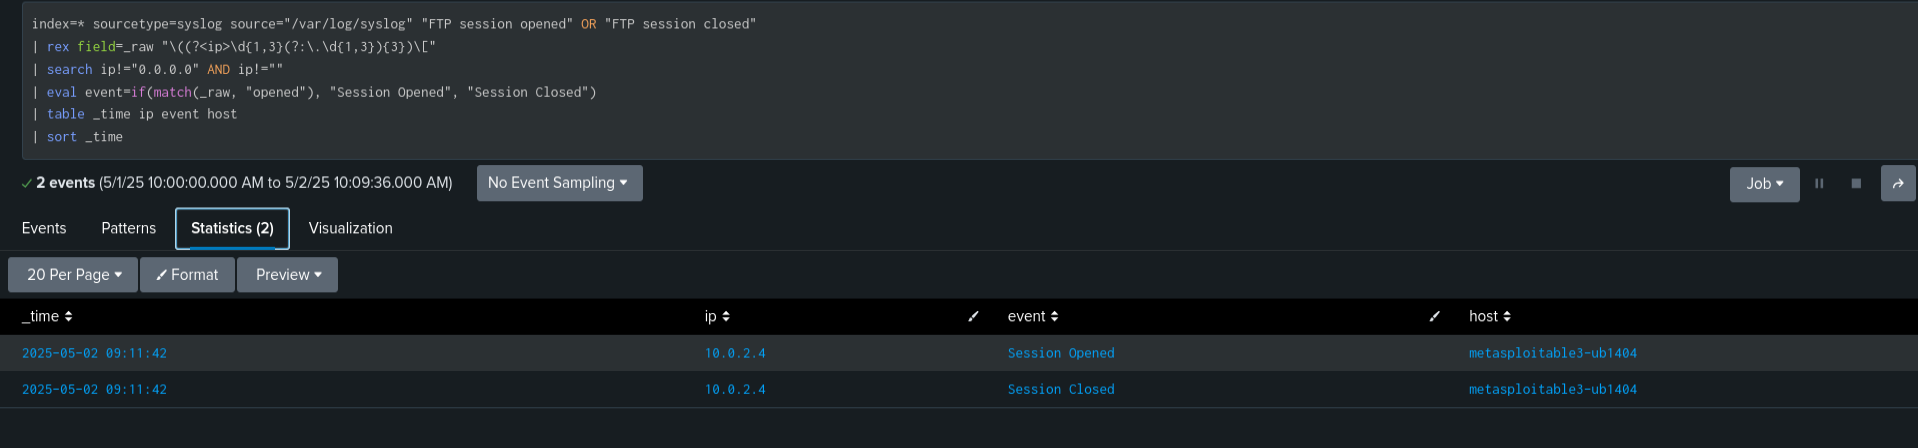 index=* sourcetype=syslog source="/var/log/syslog" "FTP session opened" OR "FTP session closed"
| rex field=_raw "\((?<ip>\d{1,3}(?:\.\d{1,3}){3})\["
| search ip!="0.0.0.0" AND ip!=""
| eval event=if(match(_raw, "opened"), "Session Opened", "Session Closed")
| table _time ip event host
| sort _time
2 events (5/1/25 10:00:00.000 AM to 5/2/25 10:09:36.000 AM) No Event Sampling Job
Events Patterns Statistics (2) Visualization
20 Per Page Format Preview
_time ip event host
2025-05-02 09:11:42 10.0.2.4 Session Opened metasploitable3-ub1404
2025-05-02 09:11:42 10.0.2.4 Session Closed metasploitable3-ub1404